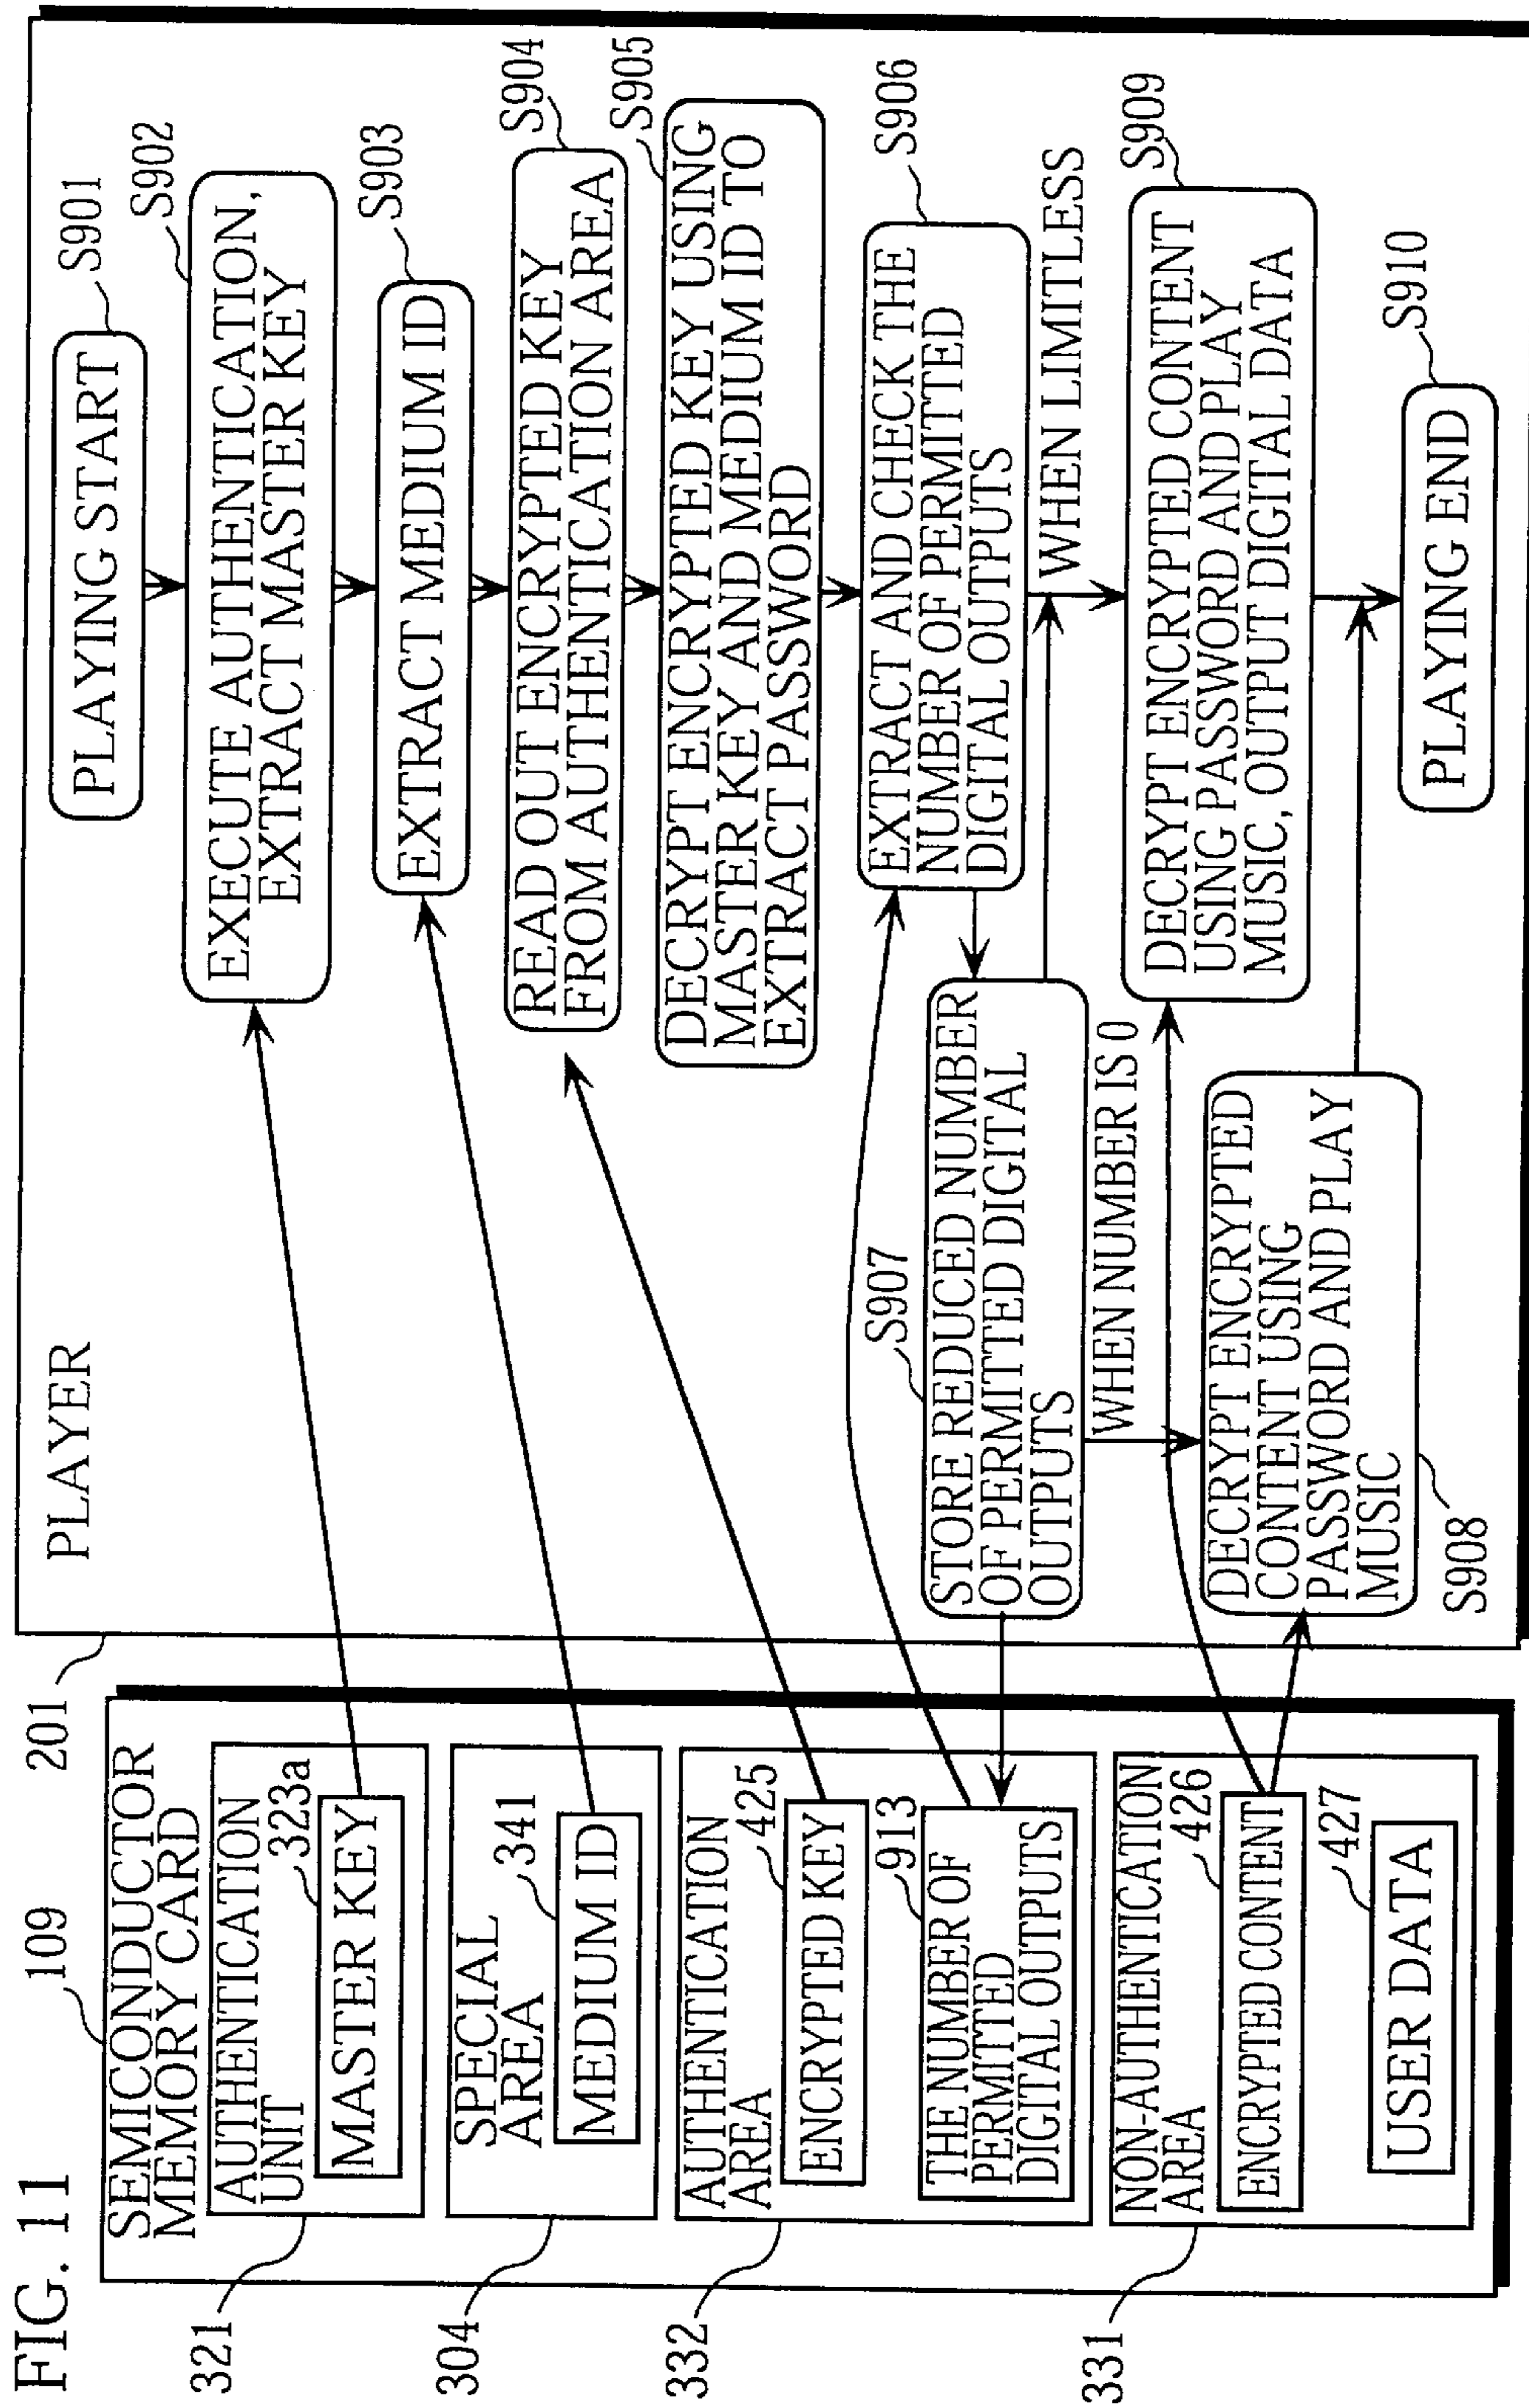 FIG. 11
109
SEMICONDUCTOR
MEMORY CARD
321
AUTHENTICATION
UNIT
323a
MASTER KEY
304
SPECIAL
AREA
341
MEDIUM ID
332
AUTHENTICATION
AREA
425
ENCRYPTED KEY
913
THE NUMBER OF
PERMITTED
DIGITAL OUTPUTS
331
NON-AUTHENTICATION
AREA
426
ENCRYPTED CONTENT
427
USER DATA
201
PLAYER
PLAYING START
S901
EXECUTE AUTHENTICATION,
EXTRACT MASTER KEY
S902
EXTRACT MEDIUM ID
S903
READ OUT ENCRYPTED KEY
FROM AUTHENTICATION AREA
S904
DECRYPT ENCRYPTED KEY USING
MASTER KEY AND MEDIUM ID TO
EXTRACT PASSWORD
S905
EXTRACT AND CHECK THE
NUMBER OF PERMITTED
DIGITAL OUTPUTS
S906
WHEN LIMITLESS
S907
STORE REDUCED NUMBER
OF PERMITTED DIGITAL
OUTPUTS
WHEN NUMBER IS 0
DECRYPT ENCRYPTED
CONTENT USING
PASSWORD AND PLAY
MUSIC
S908
DECRYPT ENCRYPTED CONTENT
USING PASSWORD AND PLAY
MUSIC, OUTPUT DIGITAL DATA
S909
PLAYING END
S910